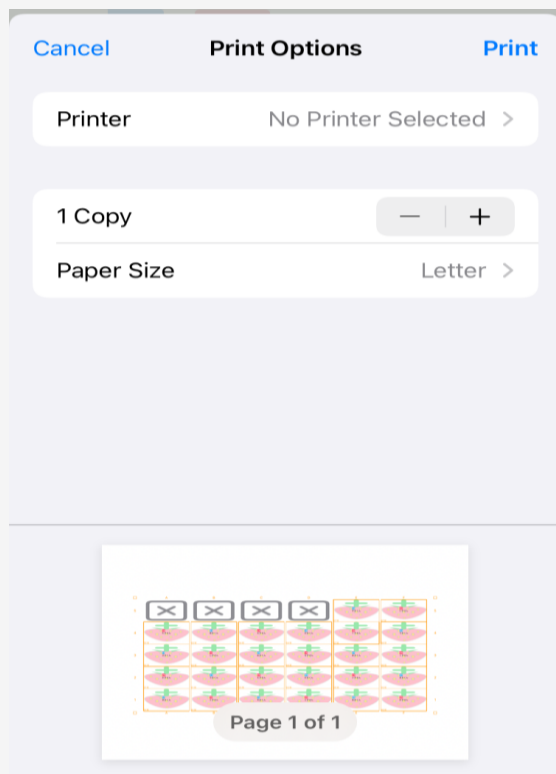 Cancel Print Options Print
Printer No Printer Selected
1 Copy
Paper Size Letter
Page 1 of 1